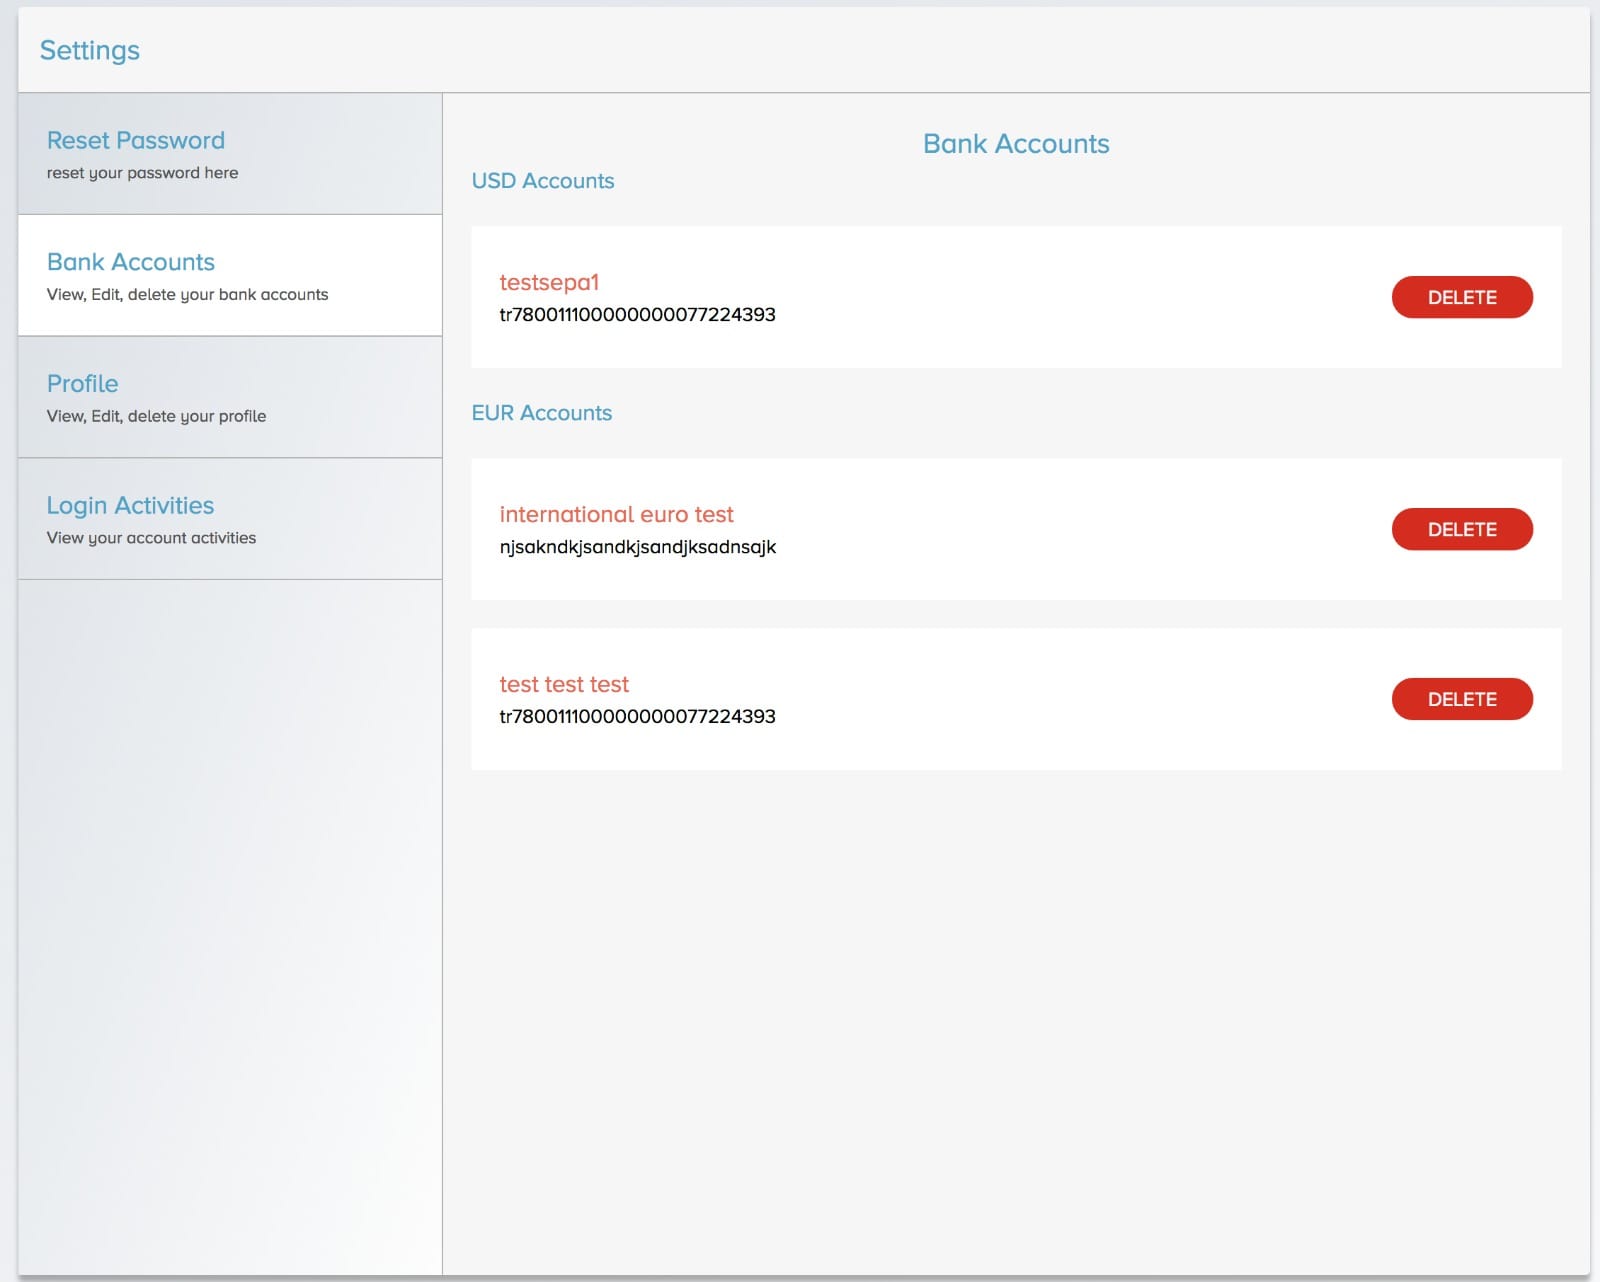 Settings
Reset Password
reset your password here
Bank Accounts
View, Edit, delete your bank accounts
Profile
View, Edit, delete your profile
Login Activities
View your account activities
Bank Accounts
USD Accounts
testsepa1
tr780011100000000077224393
DELETE
EUR Accounts
international euro test
njsakndkjsandkjsandjksadnsajk
DELETE
test test test
tr780011100000000077224393
DELETE